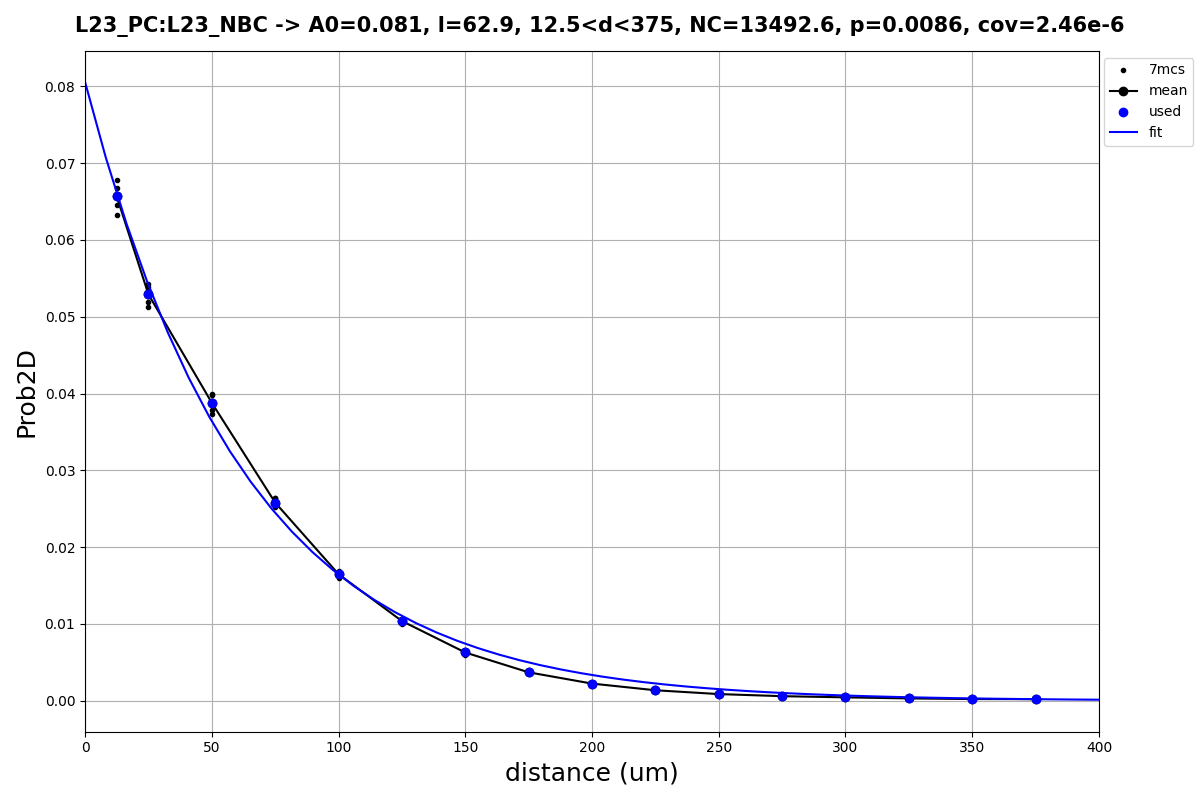 L23_PC:L23_NBC -> A0=0.081, l=62.9, 12.5<d<375, NC=13492.6, p=0.0086, cov=2.46e-6
7mcs
mean
used
fit
0.08
0.07
0.06
0.05
0.04
0.03
0.02
0.01
0.00
Prob2D
0 50 100 150 200 250 300 350 400
distance (um)